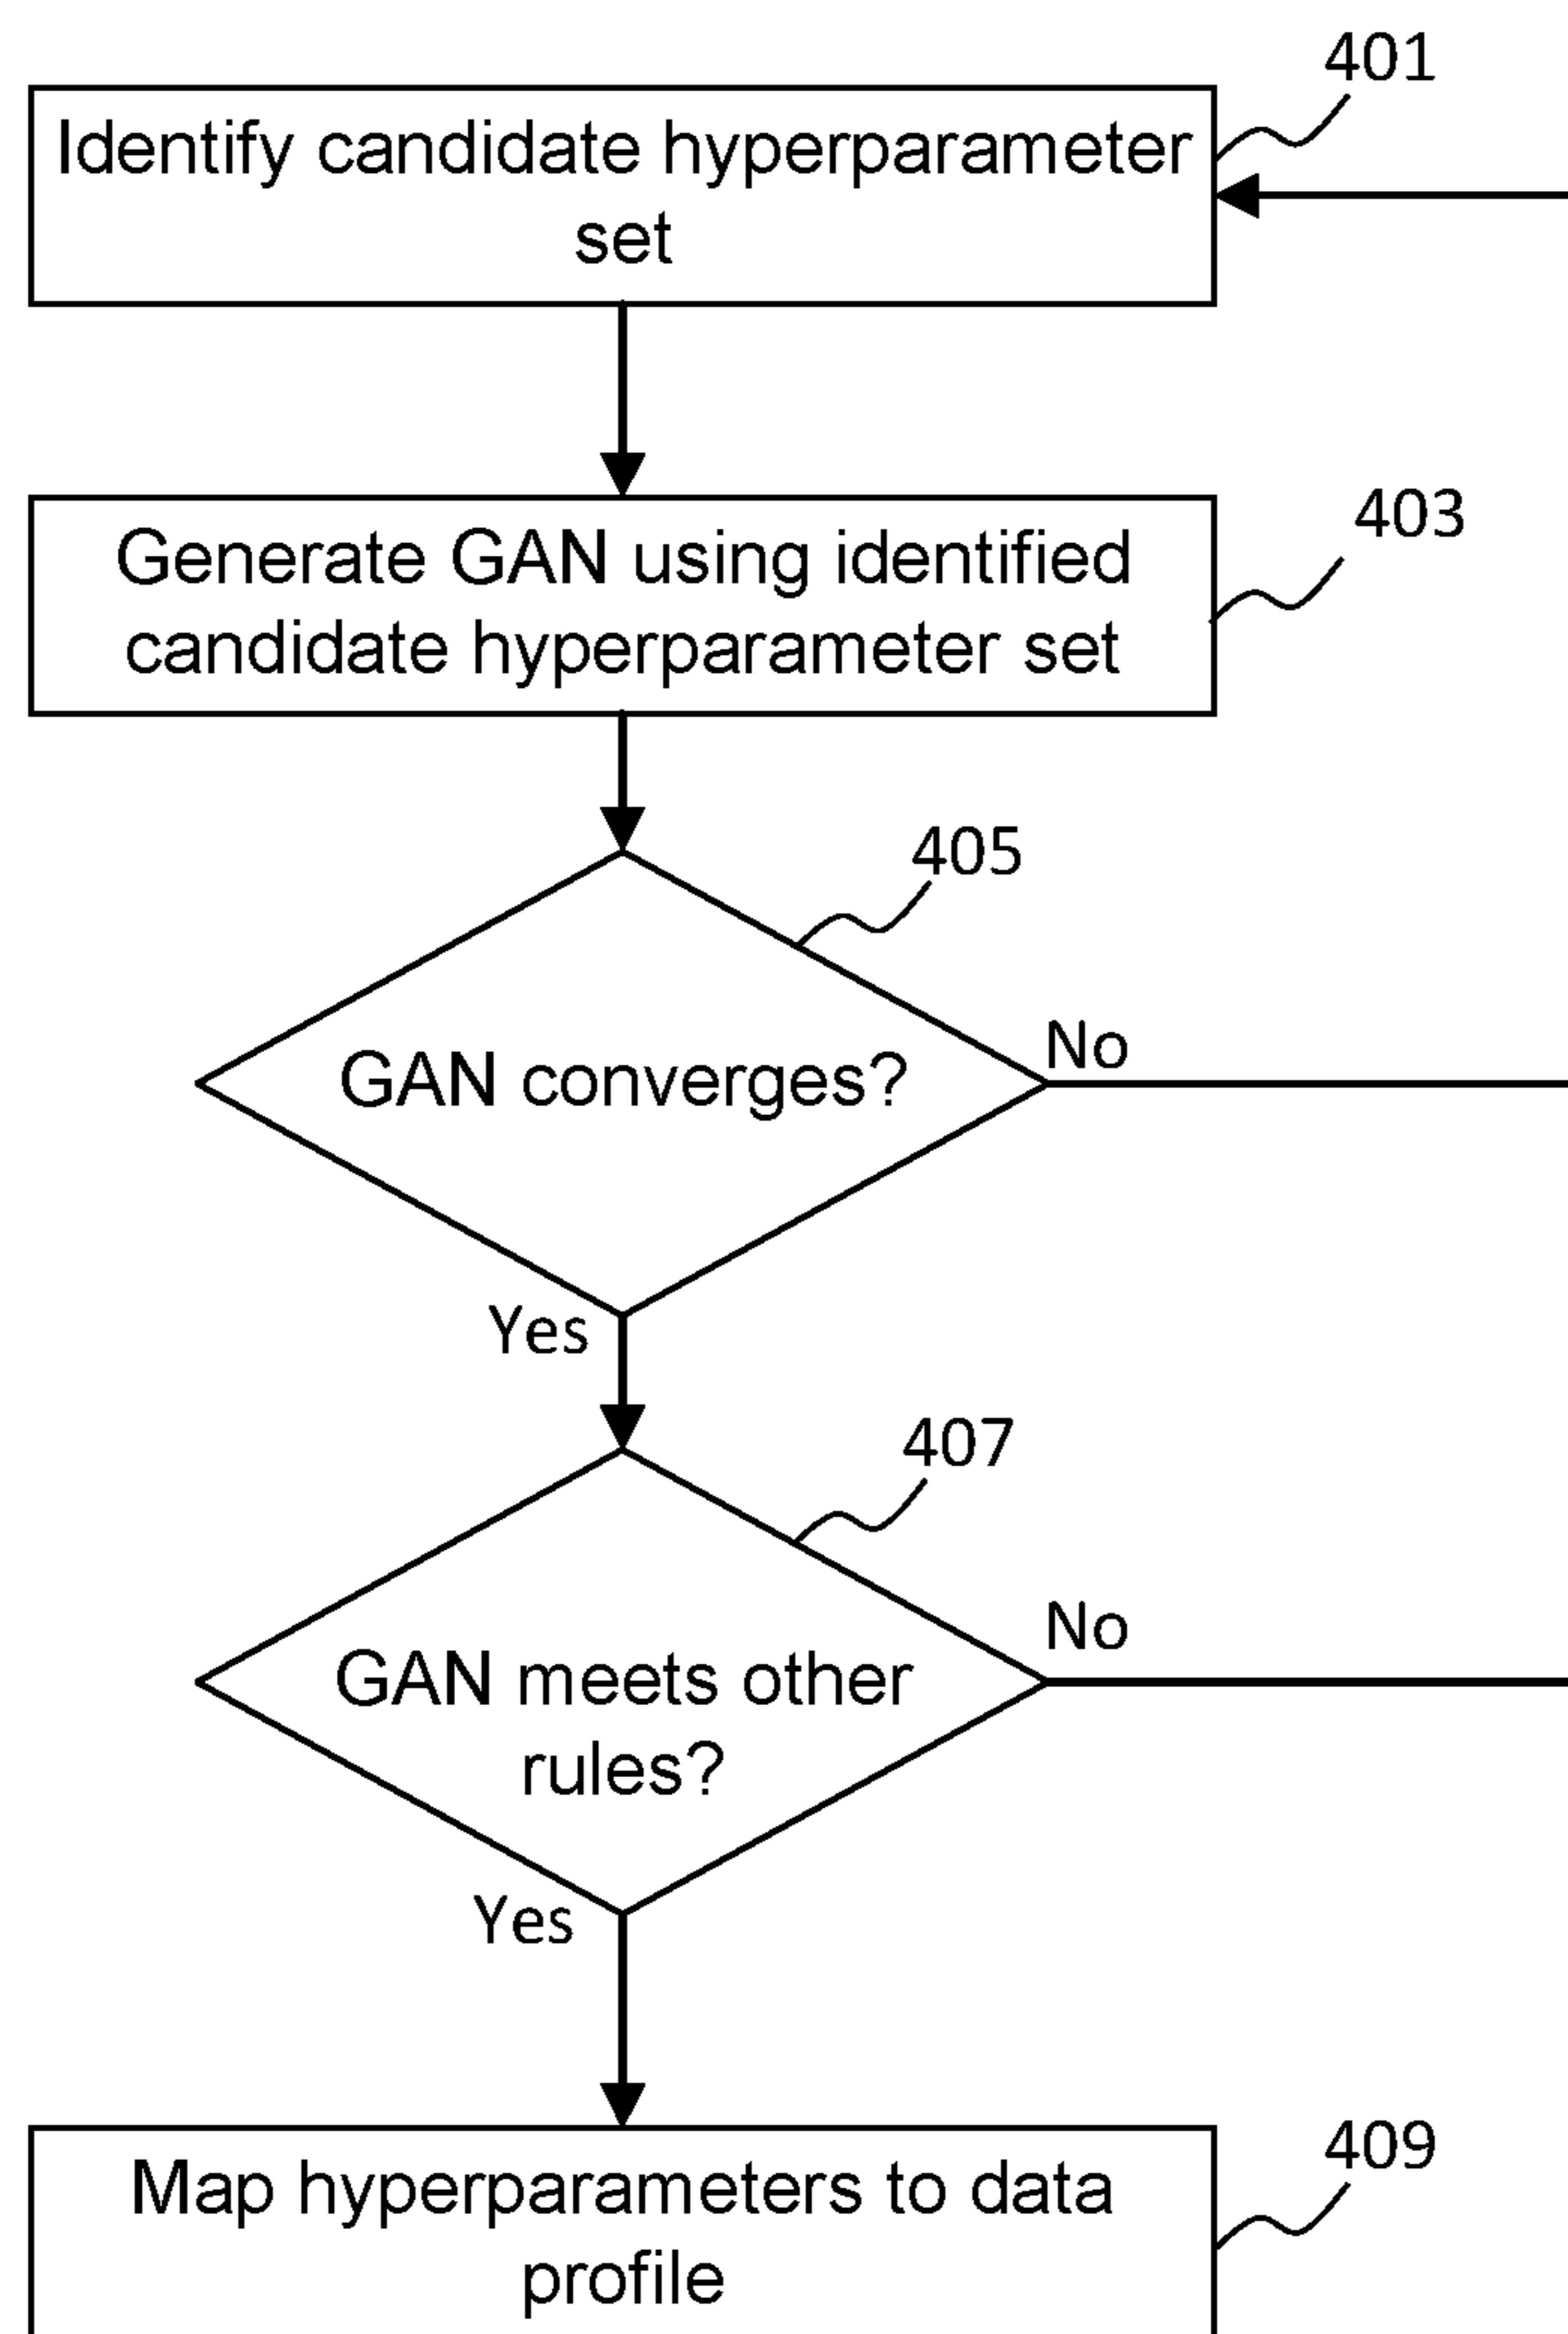 401
Identify candidate hyperparameter
set
403
Generate GAN using identified
candidate hyperparameter set
405
GAN converges?
No
Yes
407
GAN meets other
rules?
No
Yes
409
Map hyperparameters to data
profile